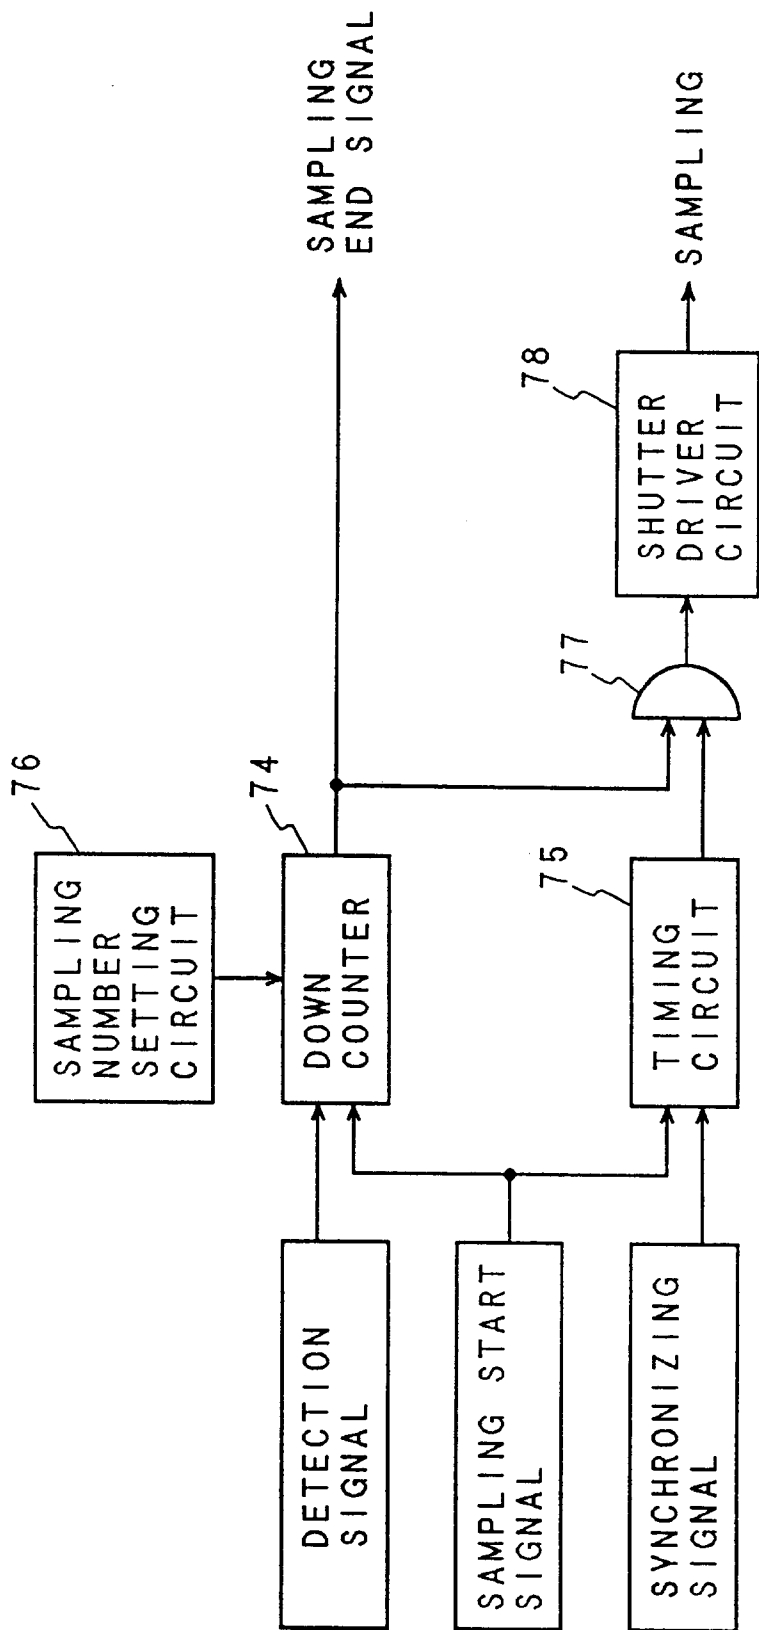 76
SAMPLING
NUMBER
SETTING
CIRCUIT
DETECTION
SIGNAL
74
DOWN
COUNTER
SAMPLING
END SIGNAL
SAMPLING START
SIGNAL
SYNCHRONIZING
SIGNAL
75
TIMING
CIRCUIT
77
78
SHUTTER
DRIVER
CIRCUIT
SAMPLING